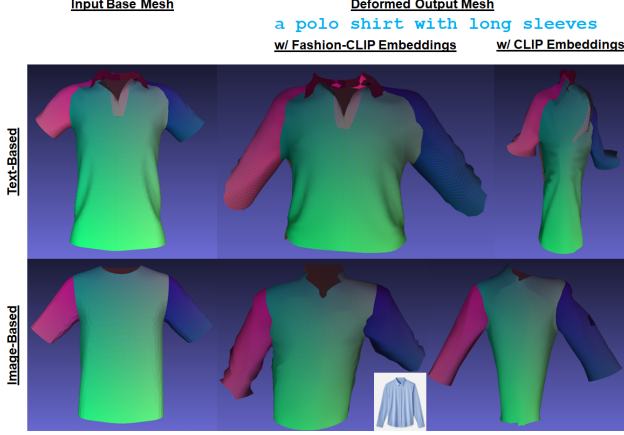 Input Base Mesh
Deformed Output Mesh
a polo shirt with long sleeves
w/ Fashion-CLIP Embeddings
w/ CLIP Embeddings
Text-Based
Image-Based